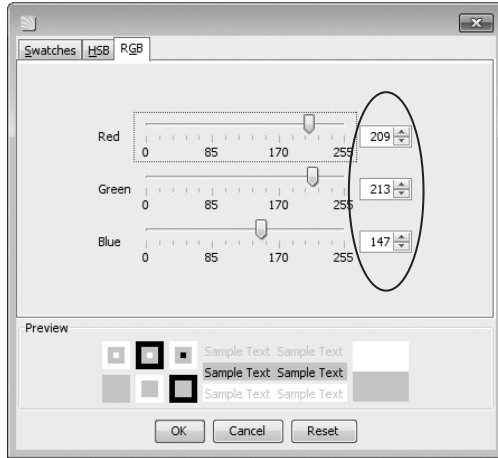 Swatches HSB RGB
Red 209
0 85 170 255
Green 213
0 85 170 255
Blue 147
0 85 170 255
Preview
Sample Text Sample Text
Sample Text Sample Text
Sample Text Sample Text
OK Cancel Reset